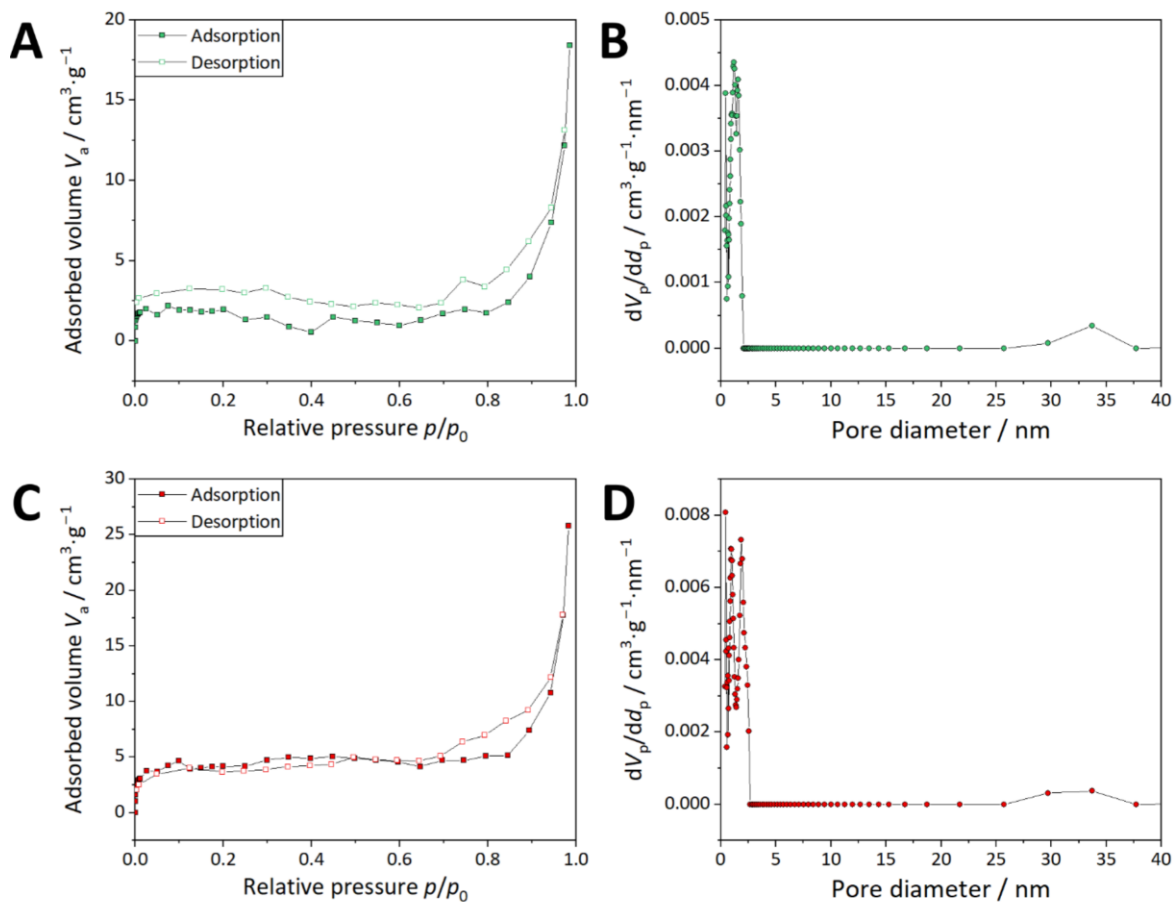 A
Adsorption
Desorption
Adsorbed volume Vₐ / cm³·g⁻¹
20
15
10
5
0
0.0 0.2 0.4 0.6 0.8 1.0
Relative pressure p/p₀
B
dVₚ/ddₚ / cm³·g⁻¹·nm⁻¹
0.005
0.004
0.003
0.002
0.001
0.000
0 5 10 15 20 25 30 35 40
Pore diameter / nm
C
Adsorption
Desorption
Adsorbed volume Vₐ / cm³·g⁻¹
30
25
20
15
10
5
0
0.0 0.2 0.4 0.6 0.8 1.0
Relative pressure p/p₀
D
dVₚ/ddₚ / cm³·g⁻¹·nm⁻¹
0.008
0.006
0.004
0.002
0.000
0 5 10 15 20 25 30 35 40
Pore diameter / nm